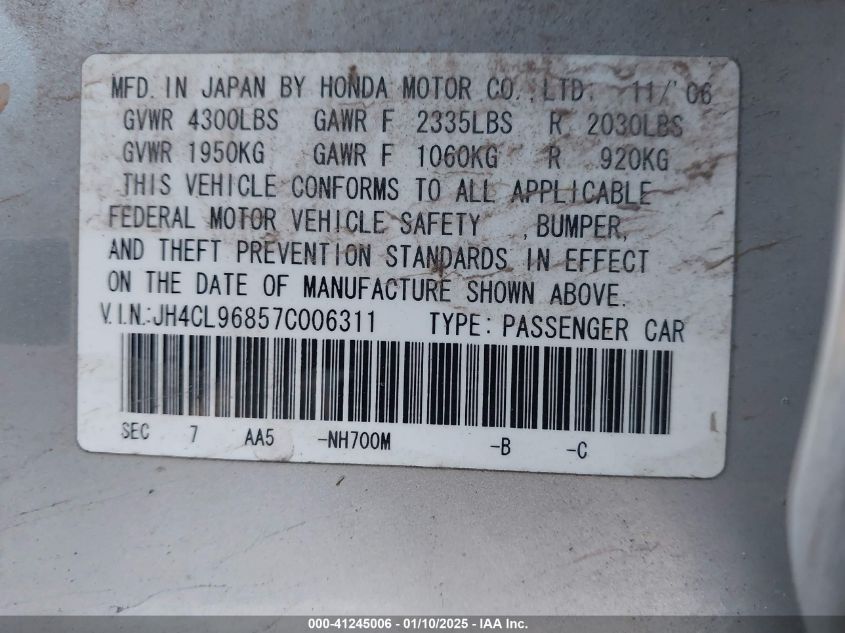 MFD. IN JAPAN BY HONDA MOTOR CO., LTD. 11/'06
GVWR 4300LBS GAWR F 2335LBS R 2030LBS
GVWR 1950KG GAWR F 1060KG R 920KG
THIS VEHICLE CONFORMS TO ALL APPLICABLE
FEDERAL MOTOR VEHICLE SAFETY , BUMPER,
AND THEFT PREVENTION STANDARDS IN EFFECT
ON THE DATE OF MANUFACTURE SHOWN ABOVE.
V.I.N.:JH4CL96857C006311 TYPE: PASSENGER CAR
SEC 7 AA5 -NH700M -B -C
000-41245006 - 01/10/2025 - IAA Inc.